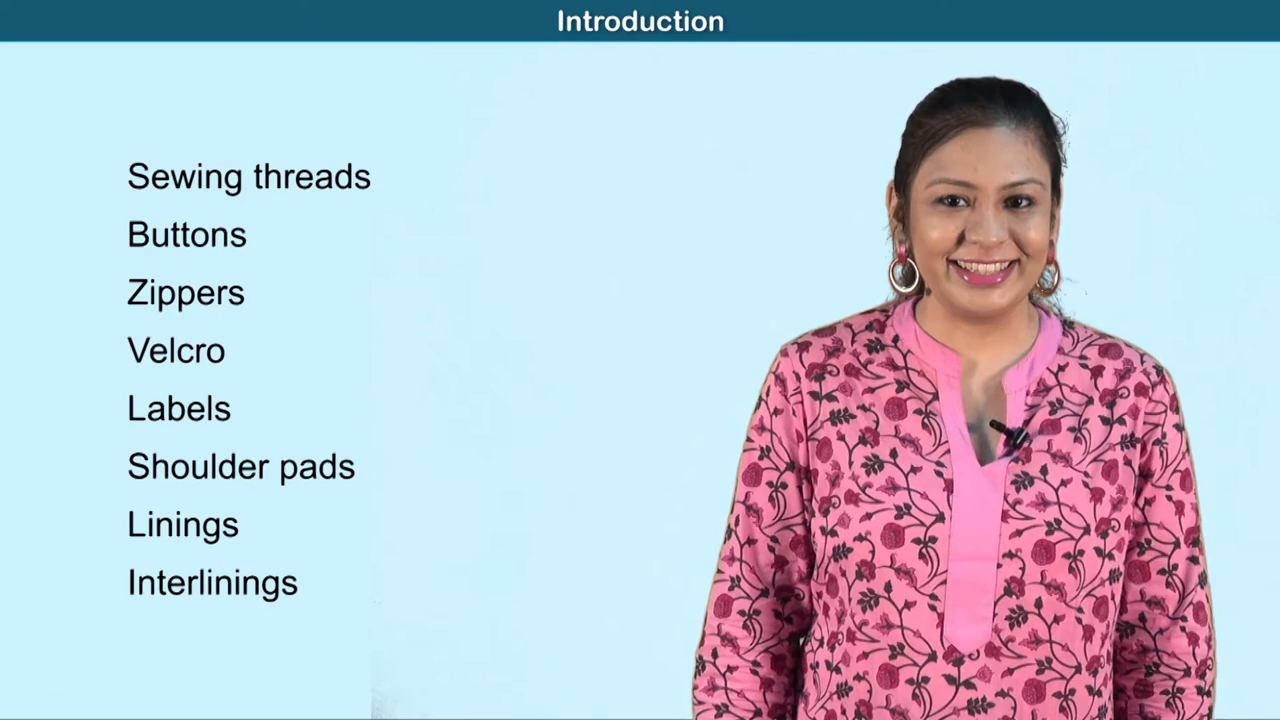 Introduction
Sewing threads
Buttons
Zippers
Velcro
Labels
Shoulder pads
Linings
Interlinings